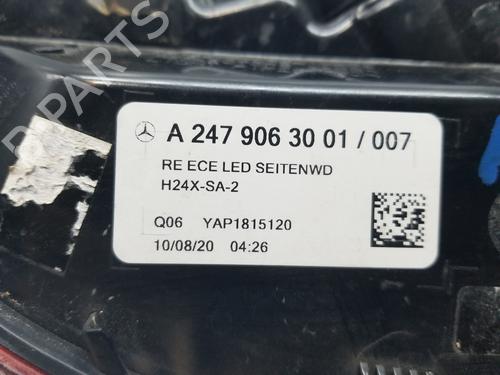 B-PARTS
A 247 906 30 01 / 007
RE ECE LED SEITENWD
H24X-SA-2
Q06 YAP1815120
10/08/20 04:26